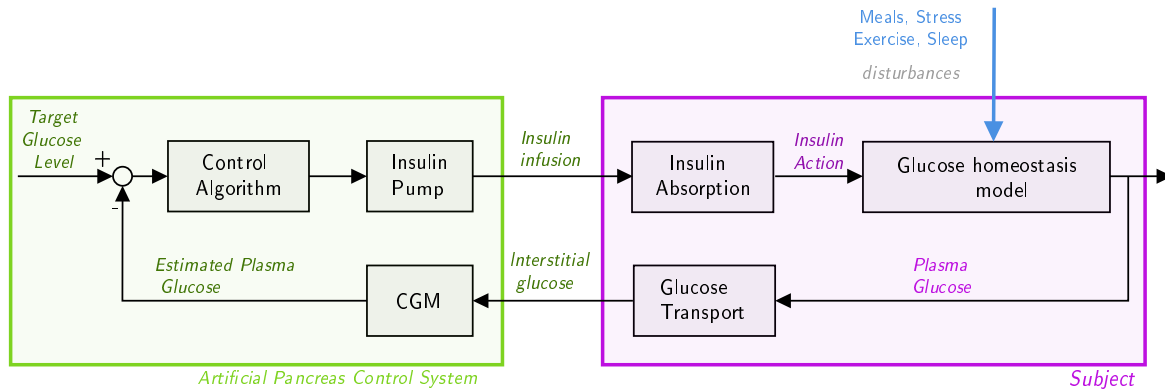 Meals, Stress
Exercise, Sleep
disturbances
Target
Glucose
Level
+
-
Control
Algorithm
Insulin
Pump
Insulin
infusion
Insulin
Absorption
Insulin
Action
Glucose homeostasis
model
Estimated Plasma
Glucose
CGM
Interstitial
glucose
Glucose
Transport
Plasma
Glucose
Artificial Pancreas Control System
Subject